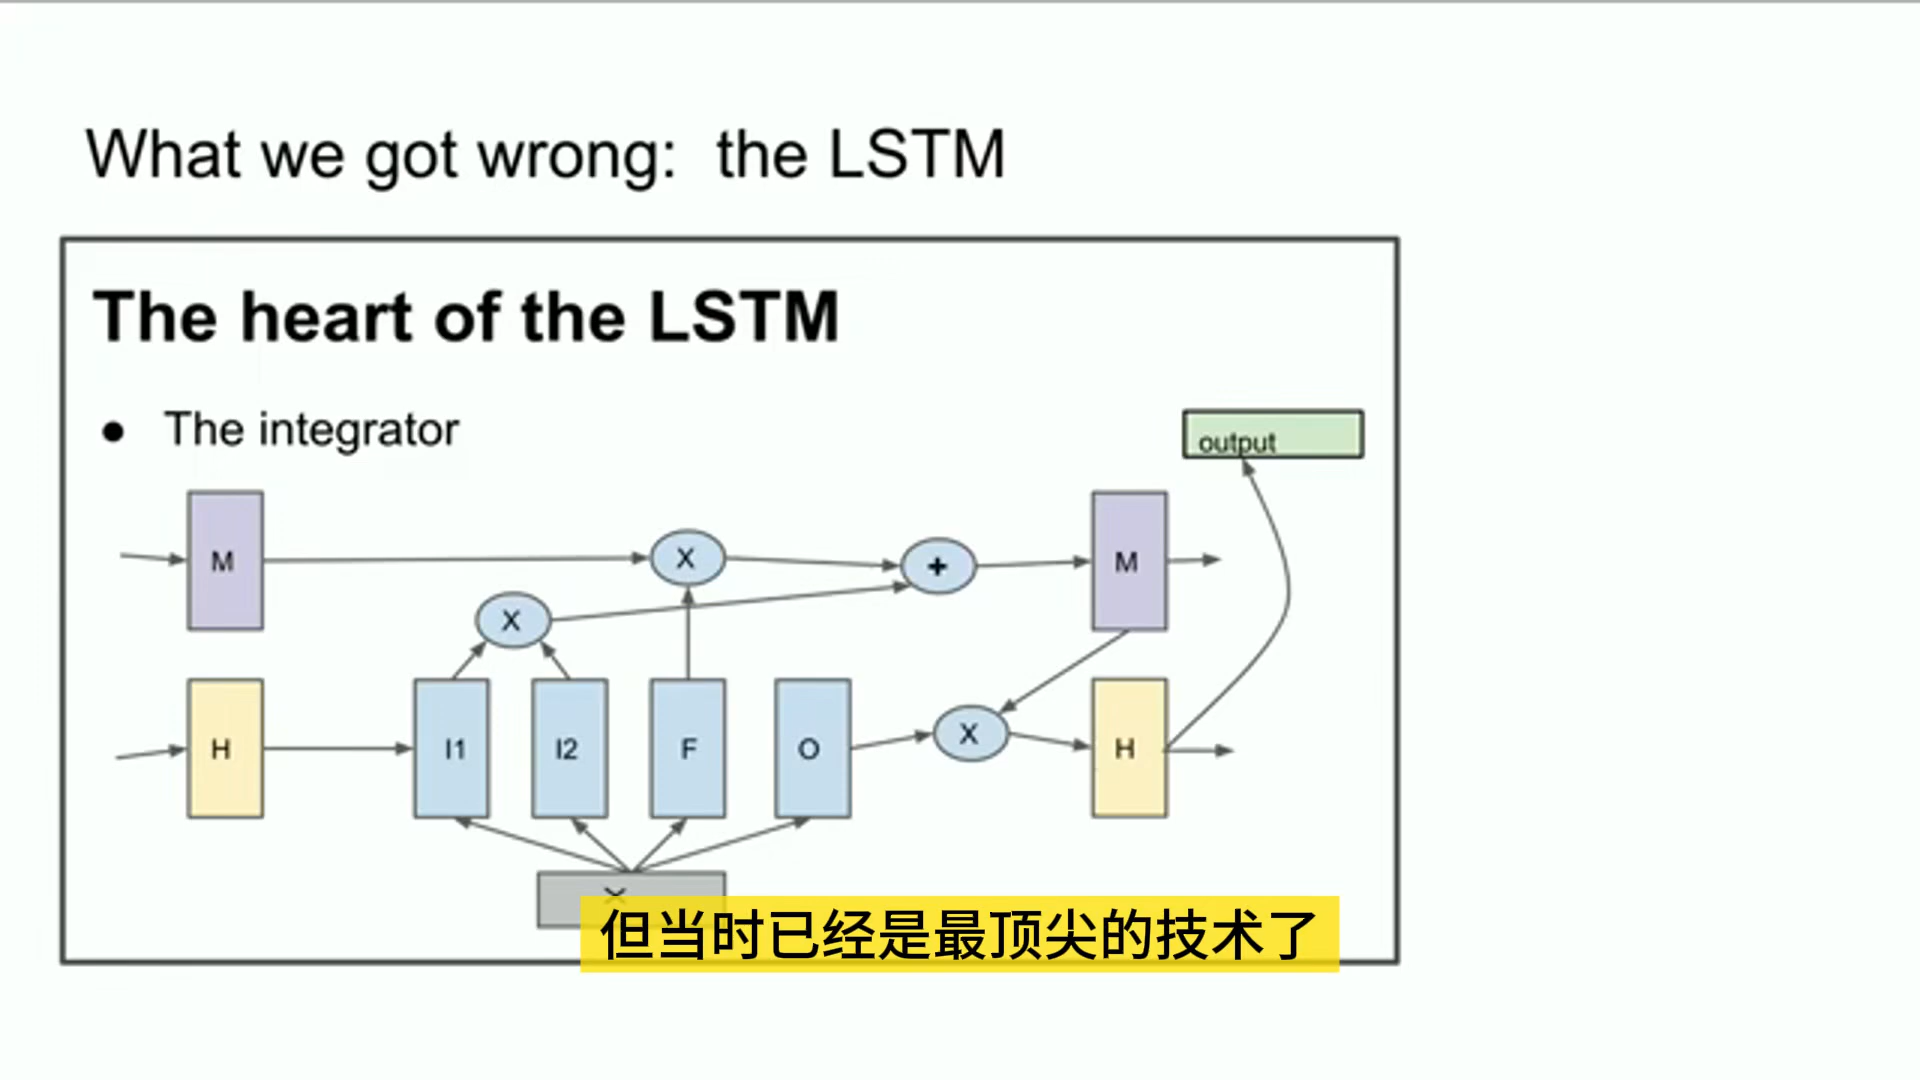 What we got wrong: the LSTM
The heart of the LSTM
● The integrator
output
M X + M
X
H I1 I2 F O X H
X
但当时已经是最顶尖的技术了